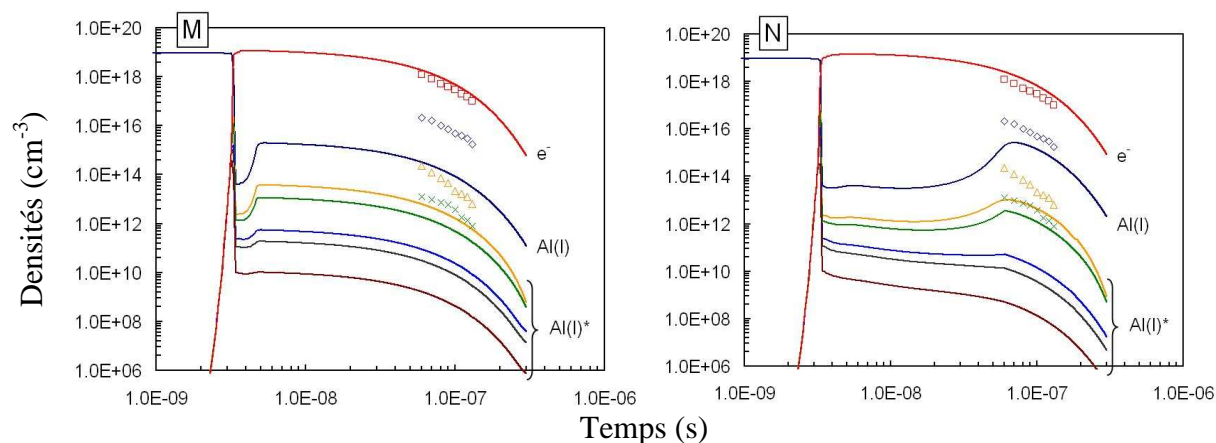 M
N
Densités (cm-3)
1.0E+20
1.0E+18
1.0E+16
1.0E+14
1.0E+12
1.0E+10
1.0E+08
1.0E+06
1.0E-09
1.0E-08
1.0E-07
1.0E-06
e-
Al(I)
Al(I)*
1.0E+20
1.0E+18
1.0E+16
1.0E+14
1.0E+12
1.0E+10
1.0E+08
1.0E+06
1.0E-09
1.0E-08
1.0E-07
1.0E-06
e-
Al(I)
Al(I)*
Temps (s)